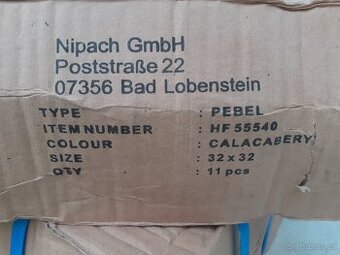 Nipach GmbH
Poststraße 22
07356 Bad Lobenstein
TYPE : PEBEL
ITEM NUMBER : HF 55540
COLOUR : CALACABERY
SIZE : 32 x 32
QTY : 11 pcs